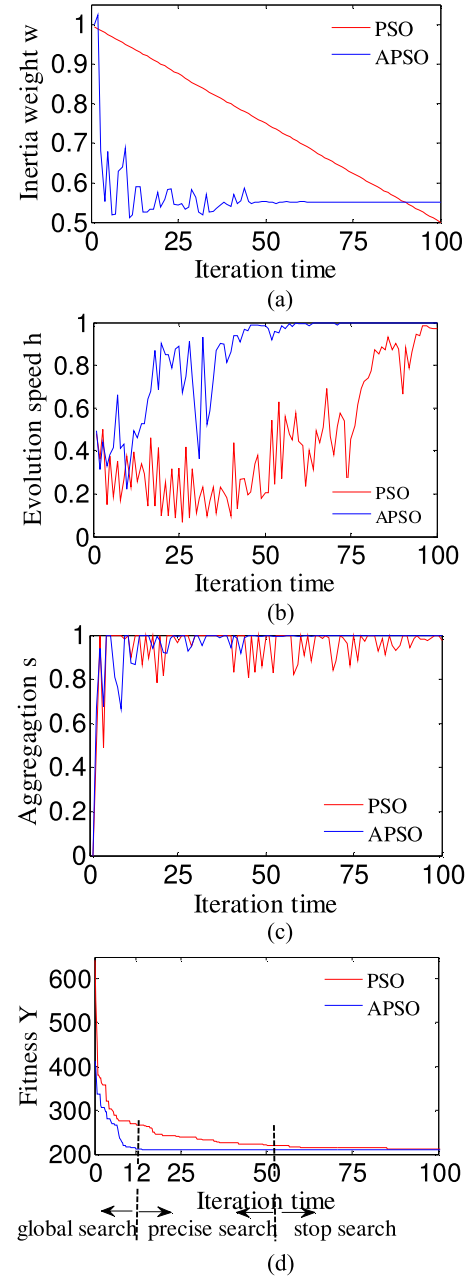 1
0.9
0.8
0.7
0.6
0.5
Inertia weight w
PSO
APSO
0 25 50 75 100
Iteration time
(a)
1
0.8
0.6
0.4
0.2
0
Evolution speed h
PSO
APSO
0 25 50 75 100
Iteration time
(b)
1
0.8
0.6
0.4
0.2
0
Aggregagtion s
PSO
APSO
0 25 50 75 100
Iteration time
(c)
600
500
400
300
200
Fitness Y
PSO
APSO
0 12 25 50 75 100
Iteration time
global search precise search stop search
(d)